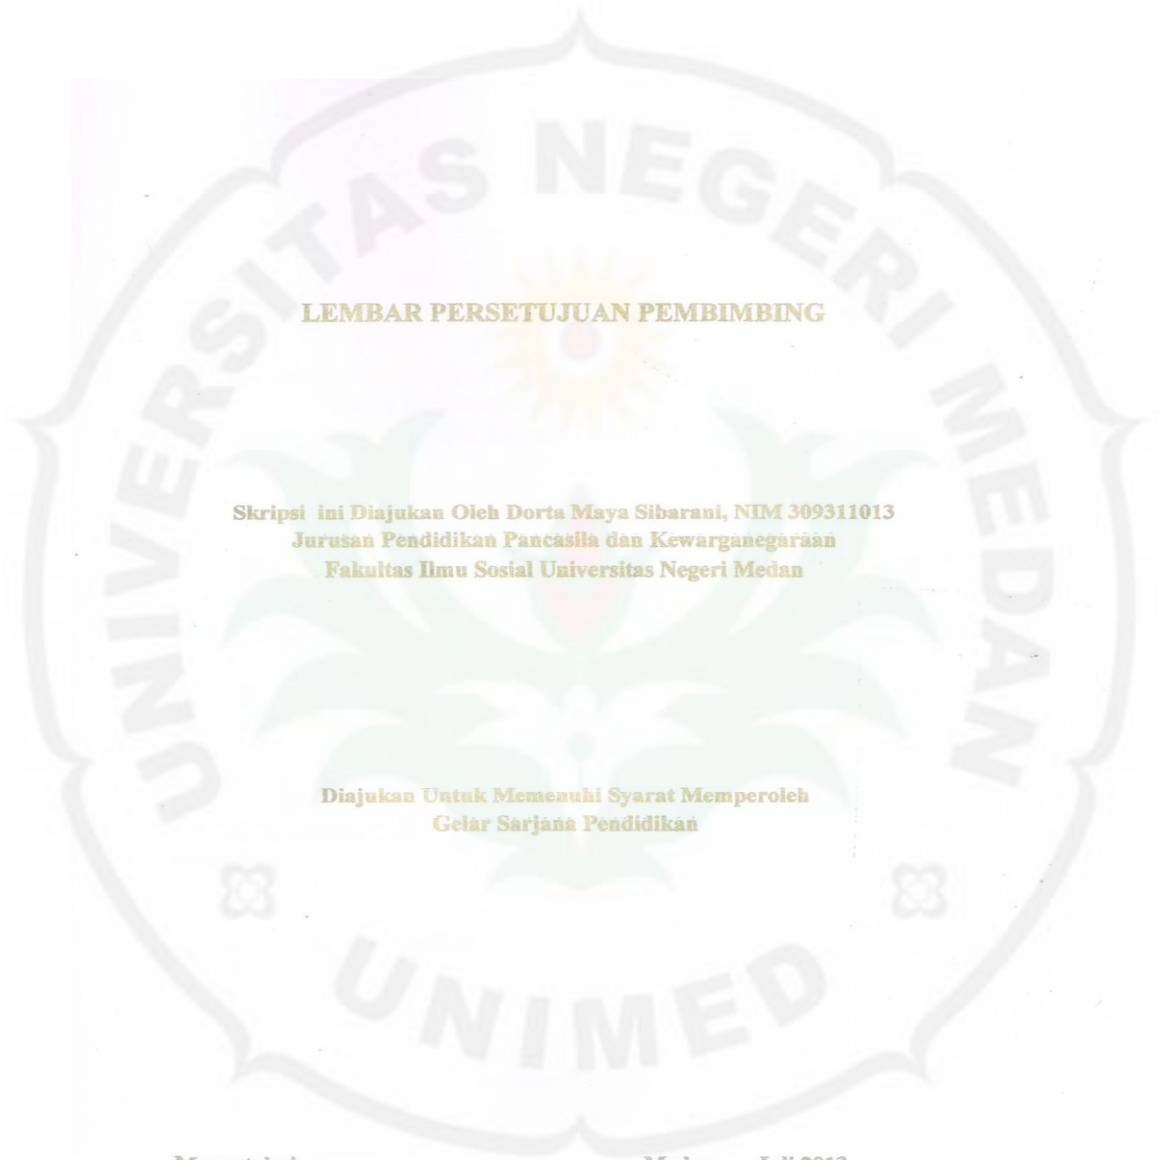 UNIVERSITAS NEGERI MEDAN
LEMBAR PERSETUJUAN PEMBIMBING
Skripsi ini Diajukan Oleh Dorta Maya Sibarani, NIM 309311013
Jurusan Pendidikan Pancasila dan Kewarganegaraan
Fakultas Ilmu Sosial Universitas Negeri Medan
Diajukan Untuk Memenuhi Syarat Memperoleh
Gelar Sarjana Pendidikan
UNIMED